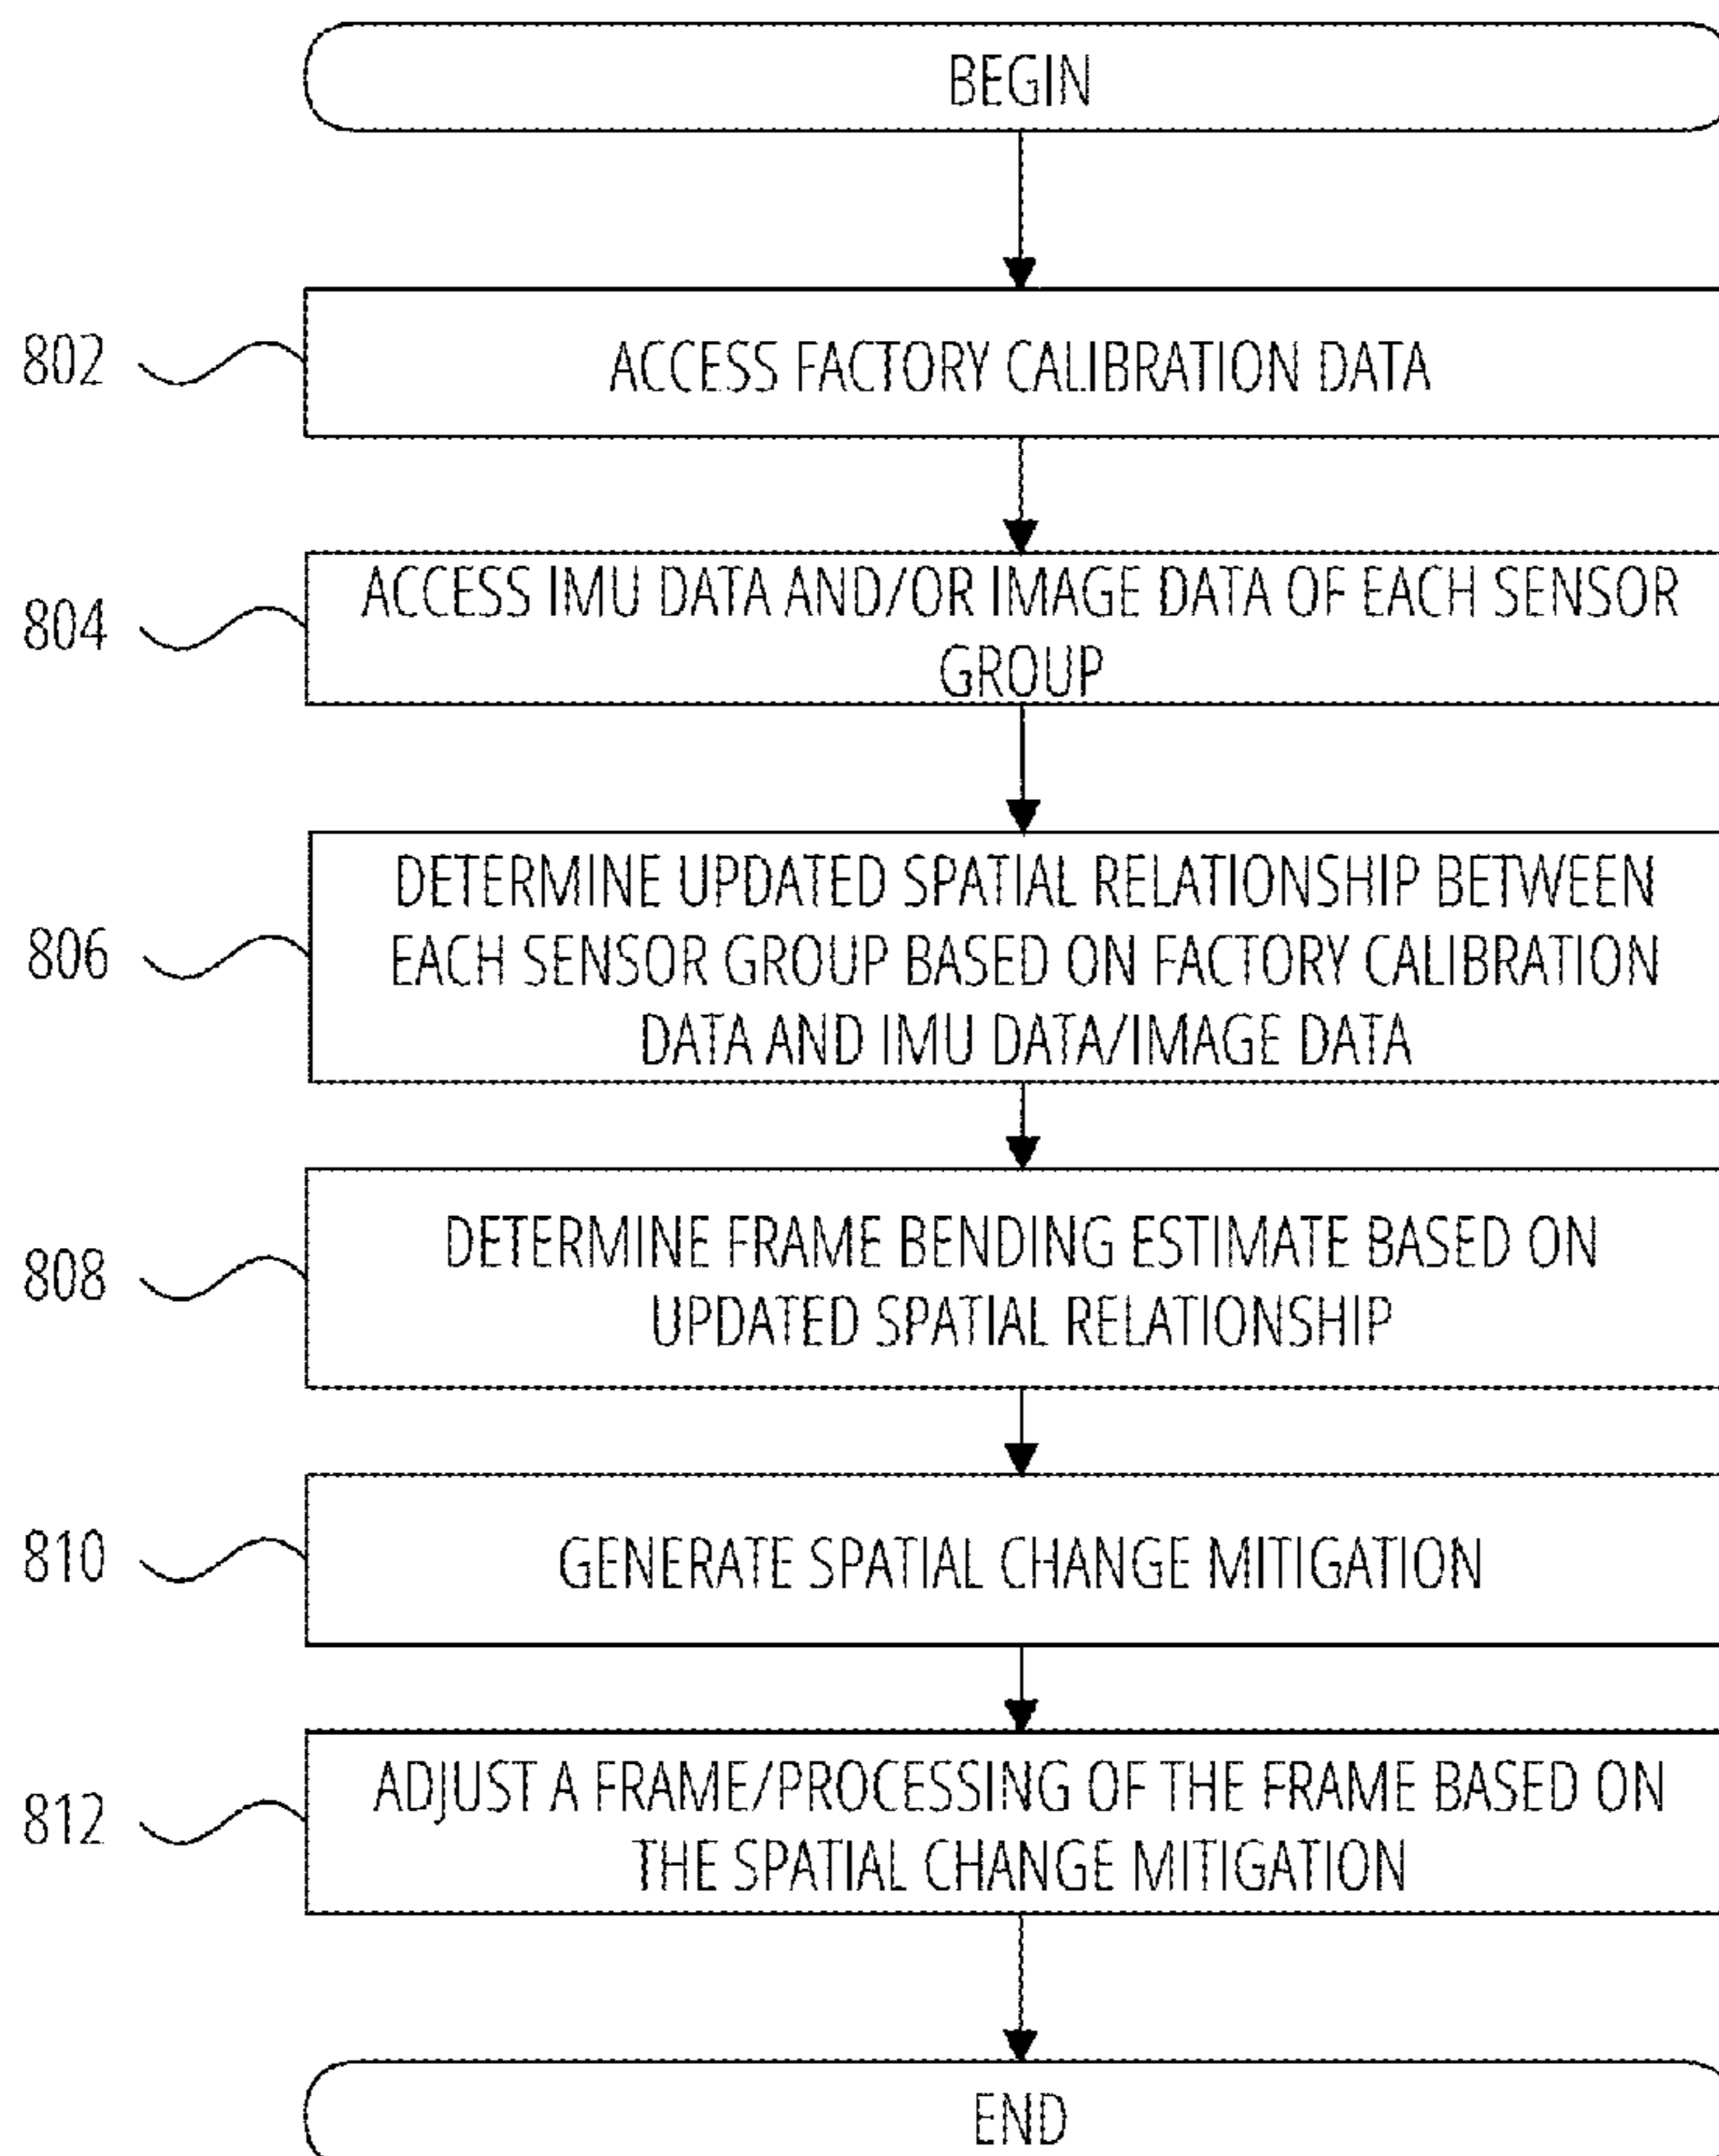 BEGIN
802
ACCESS FACTORY CALIBRATION DATA
804
ACCESS IMU DATA AND/OR IMAGE DATA OF EACH SENSOR
GROUP
806
DETERMINE UPDATED SPATIAL RELATIONSHIP BETWEEN
EACH SENSOR GROUP BASED ON FACTORY CALIBRATION
DATA AND IMU DATA/IMAGE DATA
808
DETERMINE FRAME BENDING ESTIMATE BASED ON
UPDATED SPATIAL RELATIONSHIP
810
GENERATE SPATIAL CHANGE MITIGATION
812
ADJUST A FRAME/PROCESSING OF THE FRAME BASED ON
THE SPATIAL CHANGE MITIGATION
END